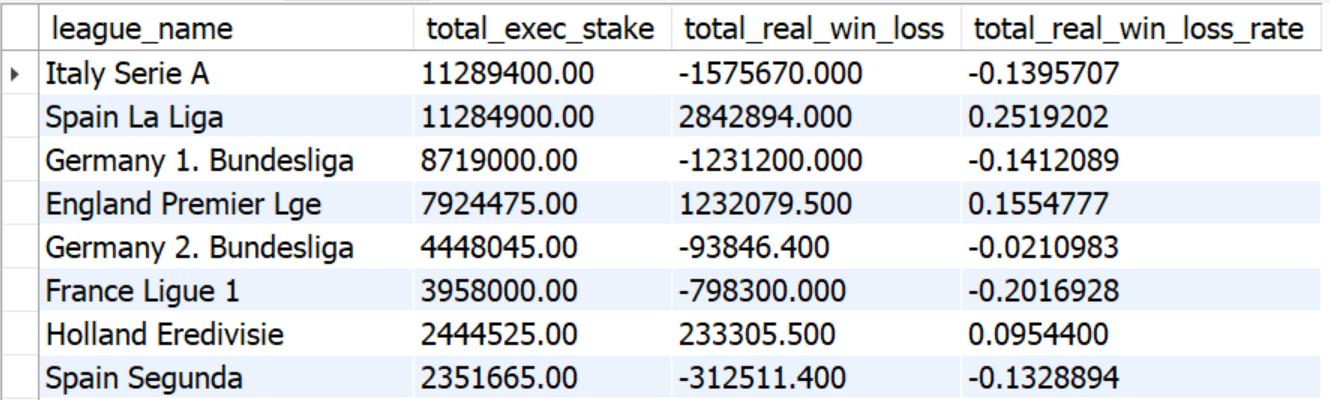 league_name total_exec_stake total_real_win_loss total_real_win_loss_rate
Italy Serie A 11289400.00 -1575670.000 -0.1395707
Spain La Liga 11284900.00 2842894.000 0.2519202
Germany 1. Bundesliga 8719000.00 -1231200.000 -0.1412089
England Premier Lge 7924475.00 1232079.500 0.1554777
Germany 2. Bundesliga 4448045.00 -93846.400 -0.0210983
France Ligue 1 3958000.00 -798300.000 -0.2016928
Holland Eredivisie 2444525.00 233305.500 0.0954400
Spain Segunda 2351665.00 -312511.400 -0.1328894